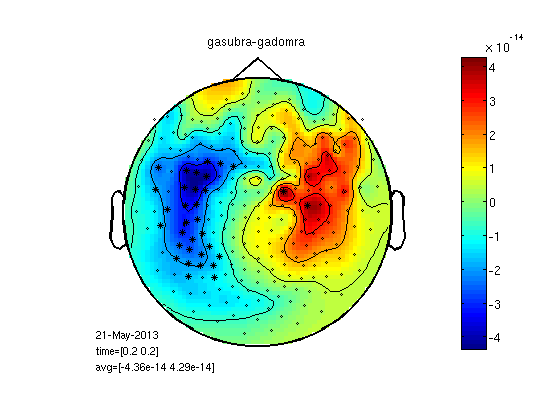 gasubra-gadomra
x 10
-14
4
3
2
1
0
-1
-2
-3
-4
21-May-2013
time=[0.2 0.2]
avg=[-4.36e-14 4.29e-14]